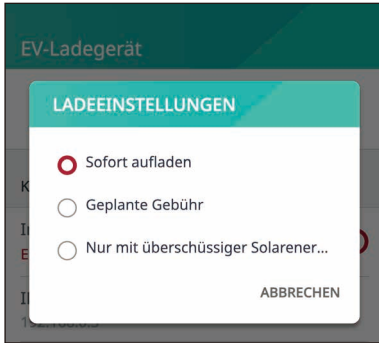 EV-Ladegerät
LADEEINSTELLUNGEN
Sofort aufladen
Geplante Gebühr
Nur mit überschüssiger Solarener...
ABBRECHEN